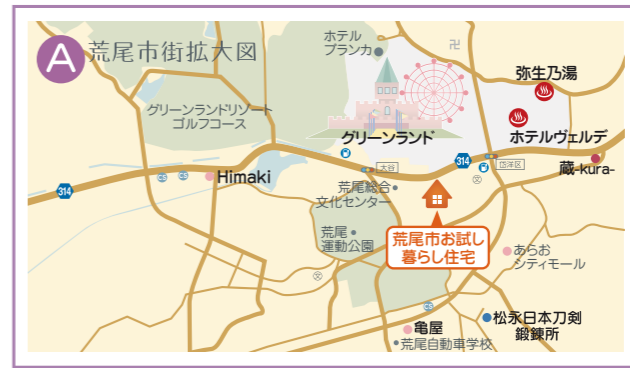 A 荒尾市街拡大図
ホテル
ブランカ
弥生乃湯
グリーンランドリゾート
ゴルフコース
グリーンランド
ホテルヴェルデ
314
大谷
蔵-kura-
Himaki
314
荒尾総合
文化センター
荒尾
運動公園
荒尾市お試し
暮らし住宅
あらお
シティモール
CS
CS
CS
松永日本刀剣
鍛錬所
亀屋
荒尾自動車学校